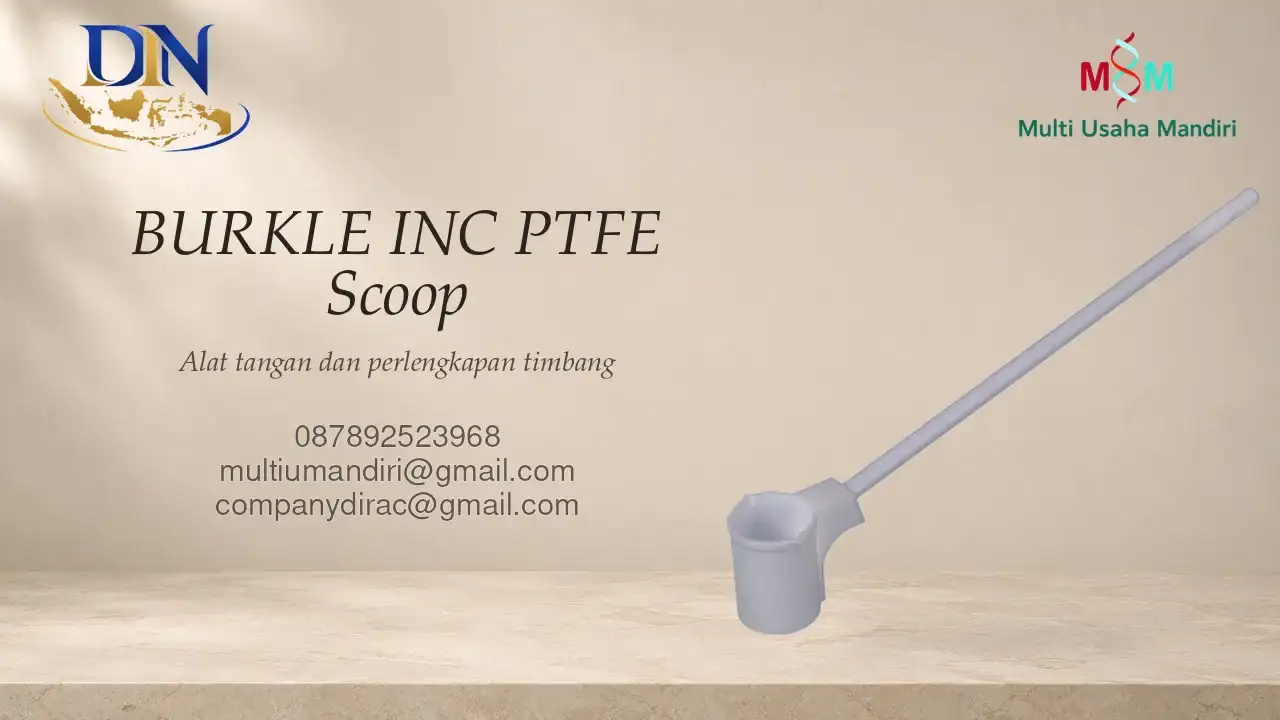 DN
M M
Multi Usaha Mandiri
BURKLE INC PTFE
Scoop
Alat tangan dan perlengkapan timbang
087892523968
multiumandiri@gmail.com
companydirac@gmail.com